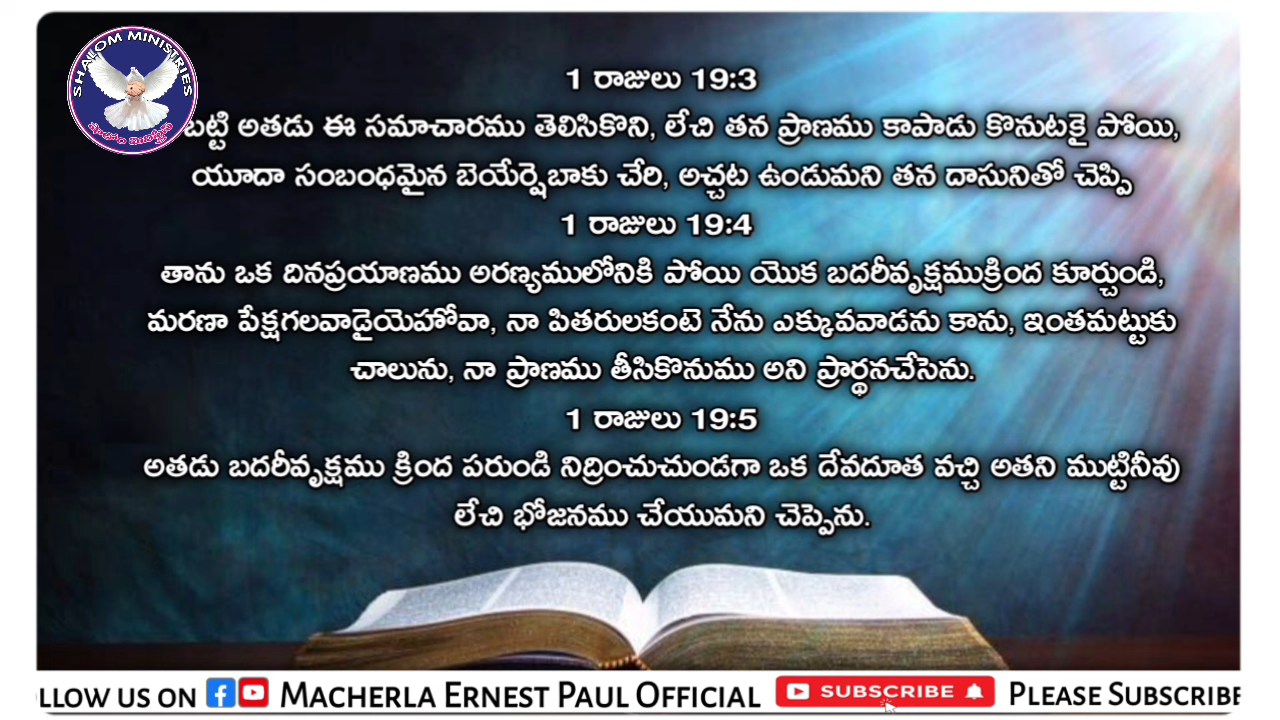 SHALOM MINISTRIES
1 రాజులు 19:3
బట్టి అతడు ఈ సమాచారము తెలిసికొని, లేచి తన ప్రాణము కాపాడు కొనుటకై పోయి,
యూదా సంబంధమైన బెయేర్షెబాకు చేరి, అచ్చట ఉండుమని తన దాసునితో చెప్పి
1 రాజులు 19:4
తాను ఒక దినప్రయాణము అరణ్యములోనికి పోయి యొక బదరీవృక్షముక్రింద కూర్చుండి,
మరణా పేక్షగలవాడైయెహోవా, నా పితరులకంటె నేను ఎక్కువవాడను కాను, ఇంతమట్టుకు
చాలును, నా ప్రాణము తీసికొనుము అని ప్రార్థనచేసెను.
1 రాజులు 19:5
అతడు బదరీవృక్షము క్రింద పరుండి నిద్రించుచుండగా ఒక దేవదూత వచ్చి అతని ముట్టినీవు
లేచి భోజనము చేయుమని చెప్పెను.
OLLOW US ON MACHERLA ERNEST PAUL OFFICIAL SUBSCRIBE PLEASE SUBSCRIBE